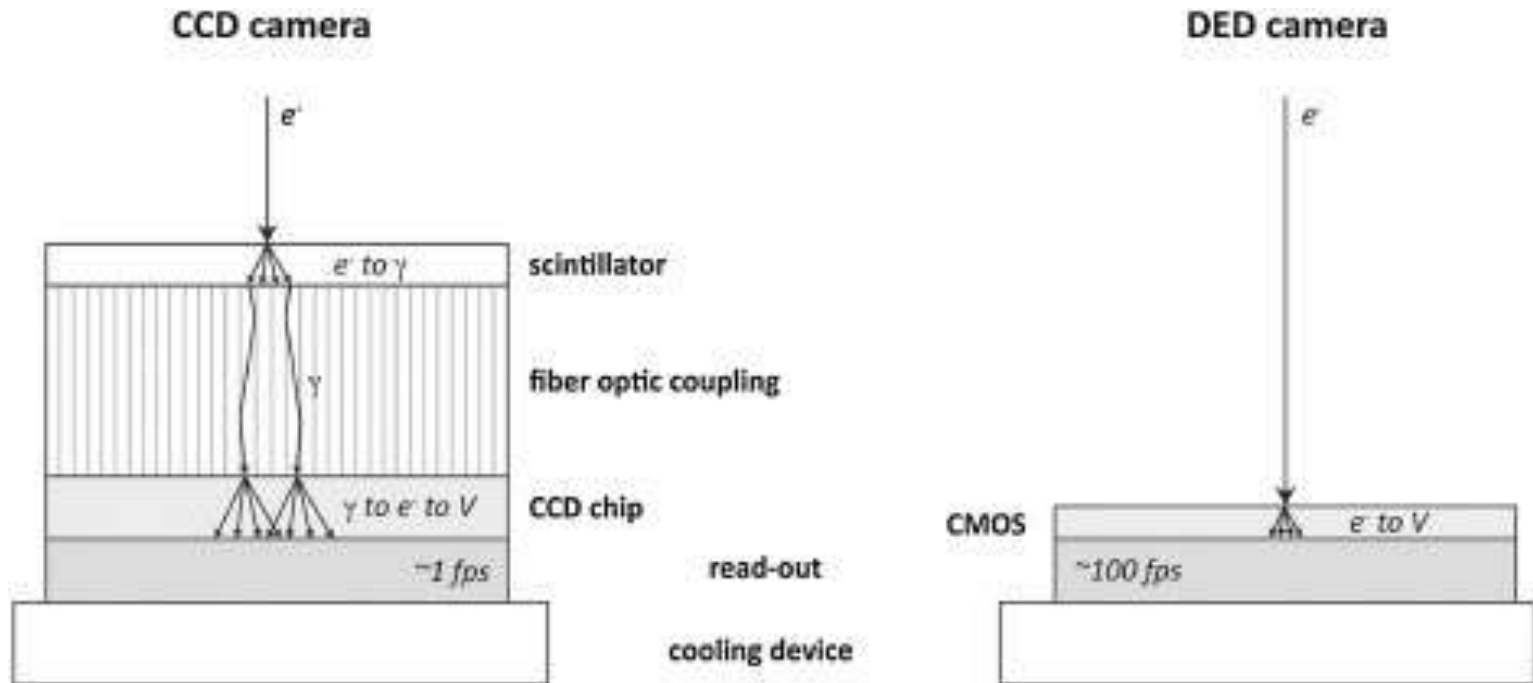 CCD camera
DED camera
e-
e-
e- to γ
scintillator
γ
fiber optic coupling
γ to e- to V
CCD chip
CMOS
e- to V
~1 fps
read-out
~100 fps
cooling device